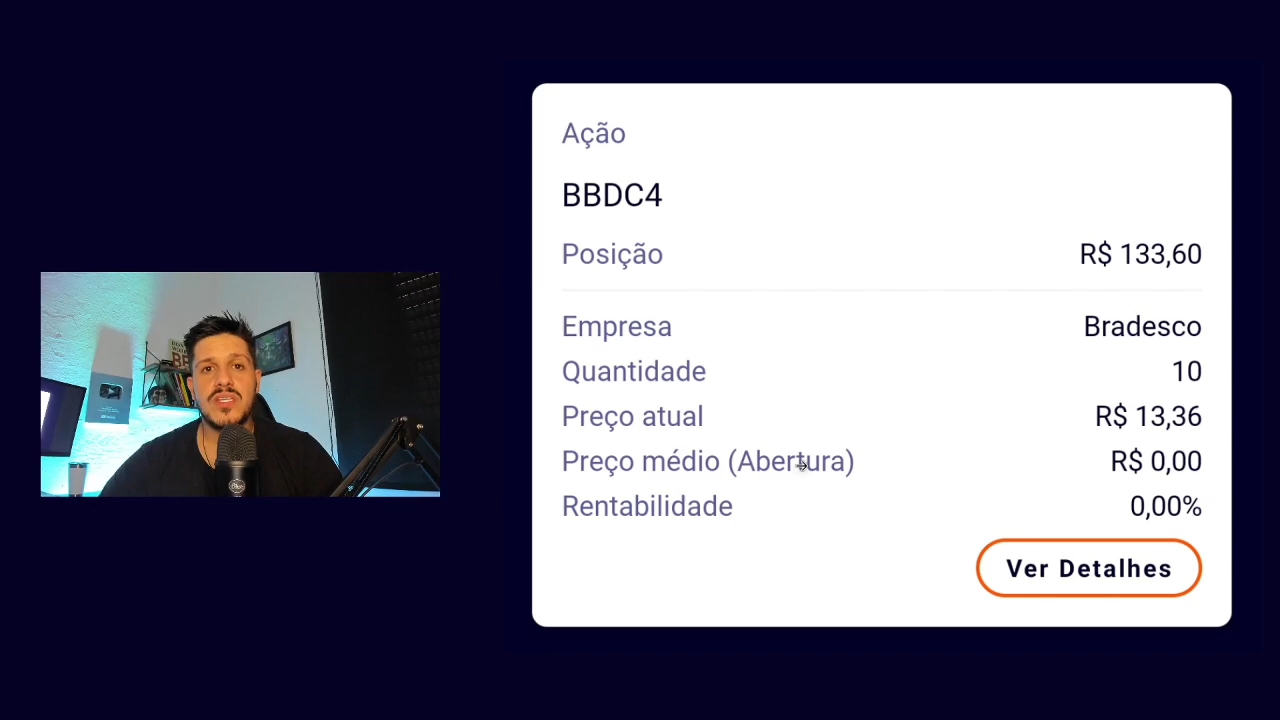 Ação
BBDC4
Posição R$ 133,60
Empresa Bradesco
Quantidade 10
Preço atual R$ 13,36
Preço médio (Abertura) R$ 0,00
Rentabilidade 0,00%
Ver Detalhes